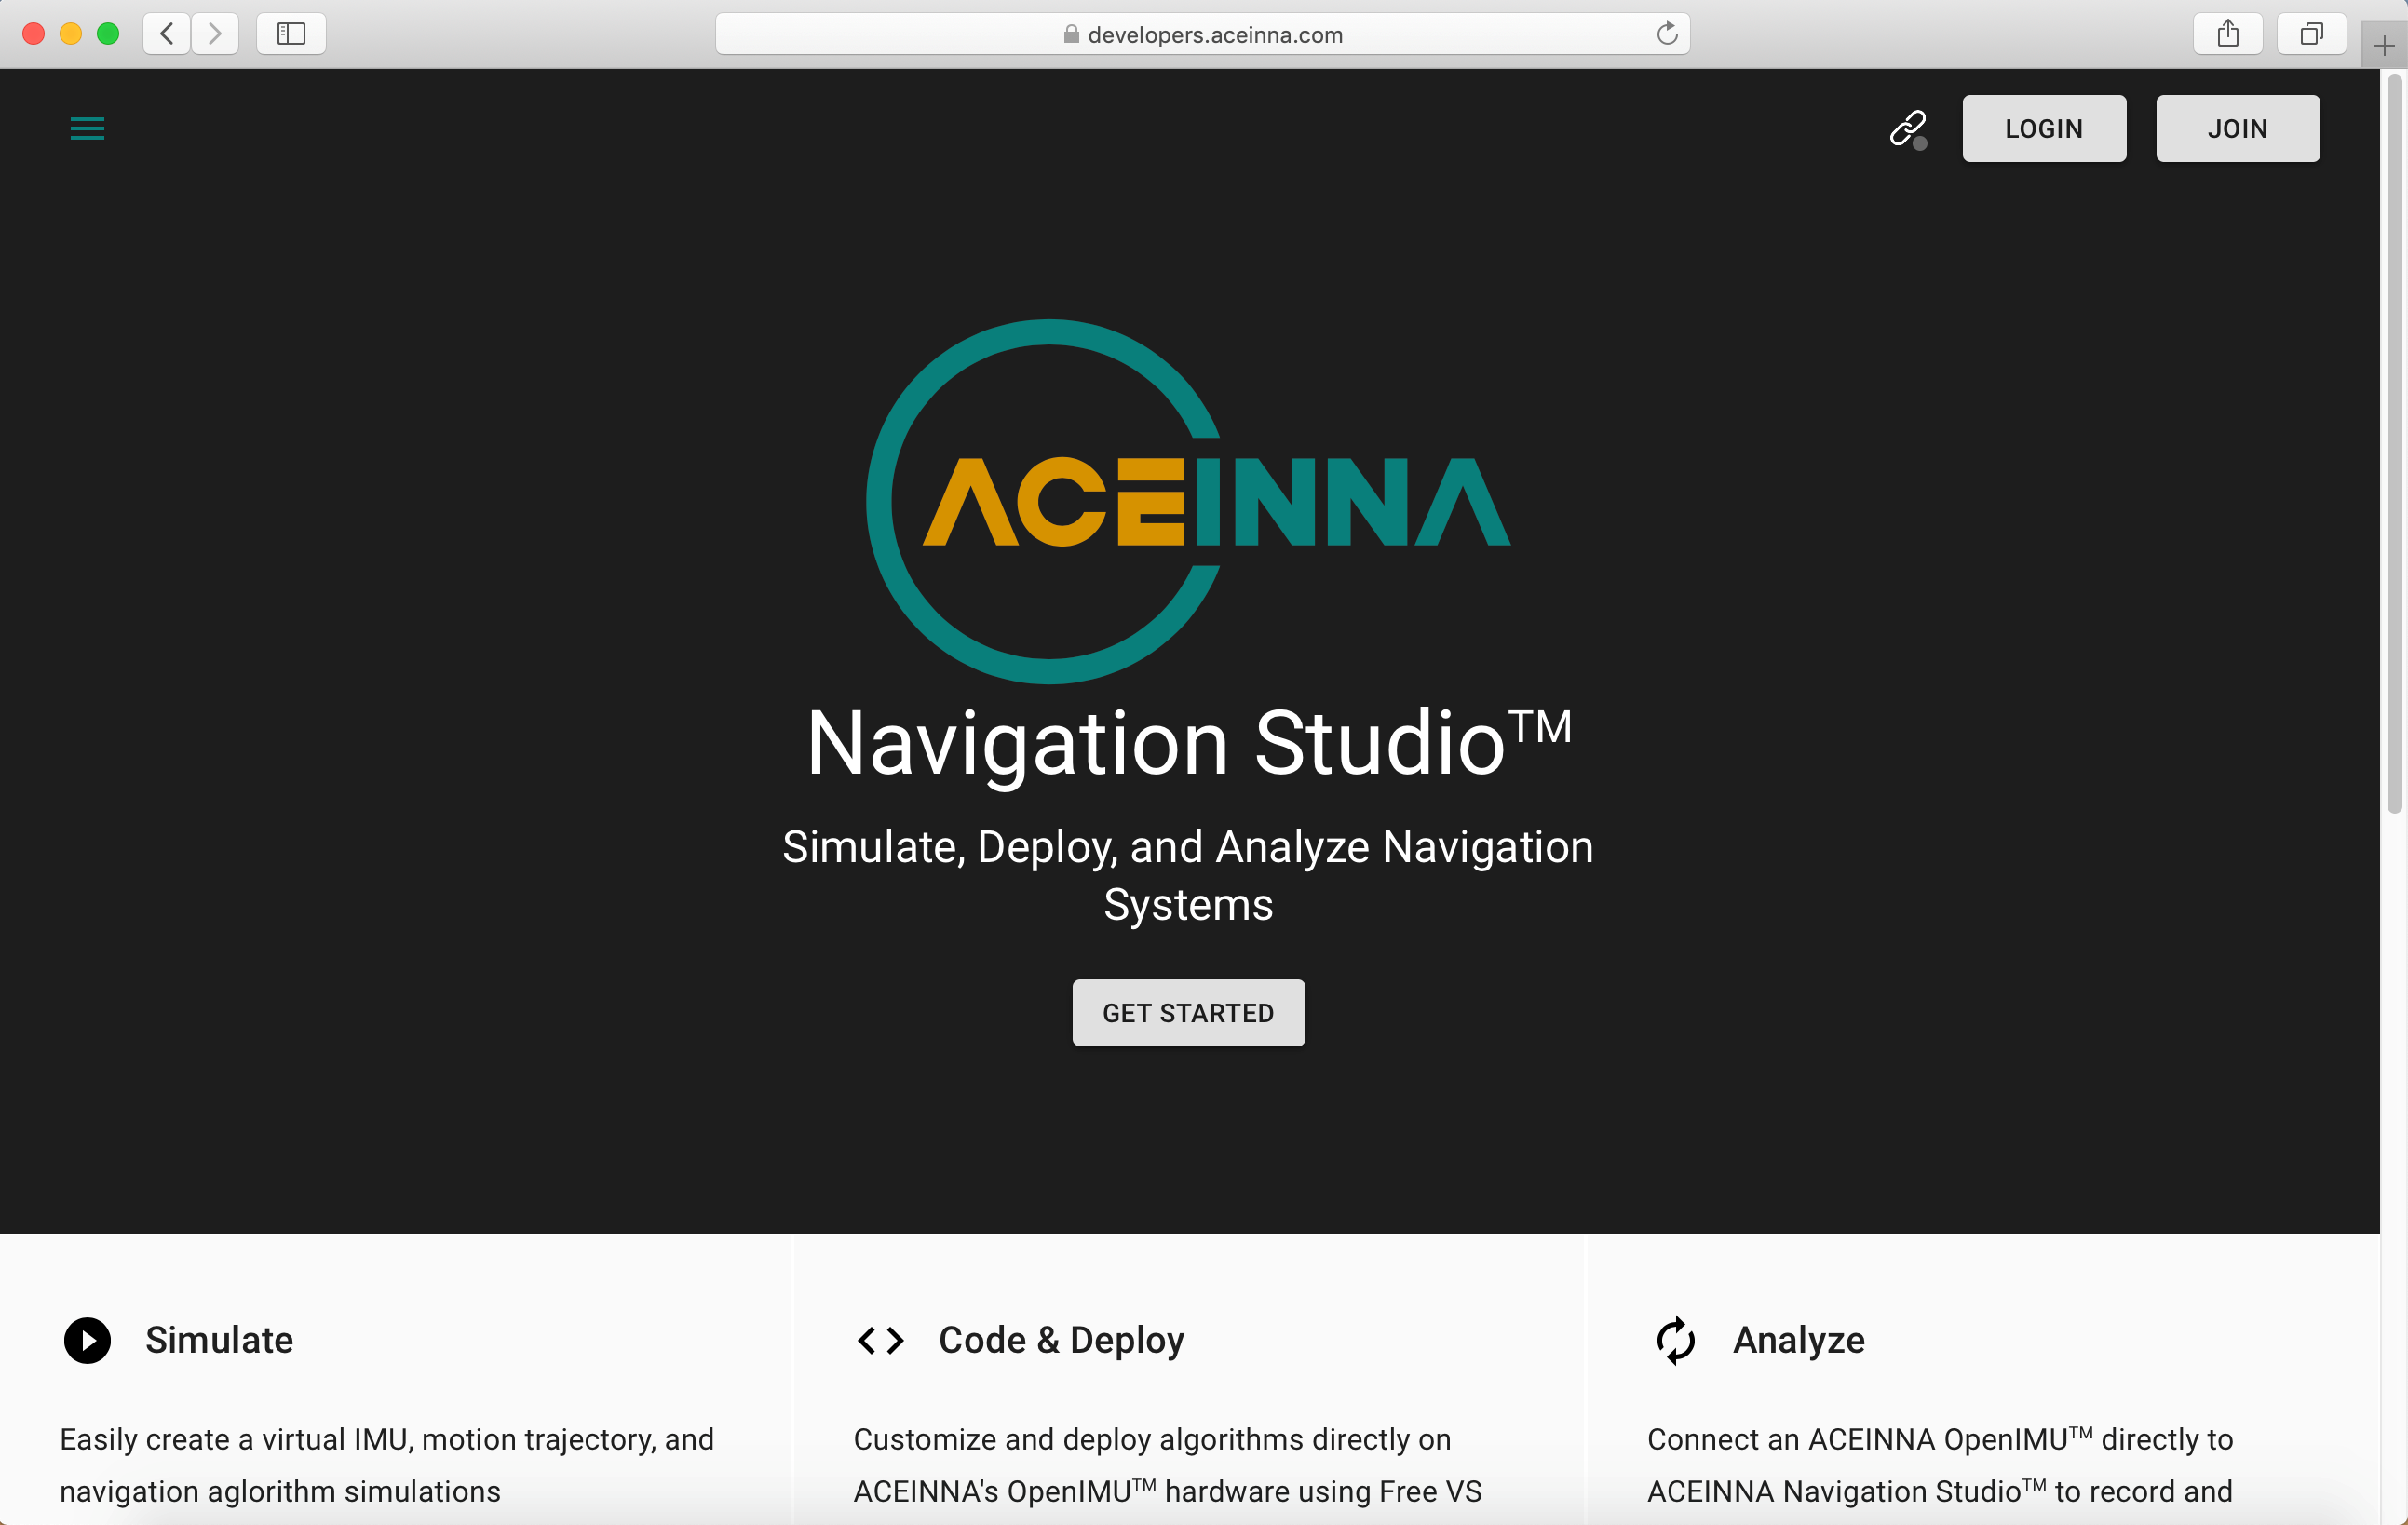 developers.aceinna.com
LOGIN
JOIN
ACEINNA
Navigation Studio™
Simulate, Deploy, and Analyze Navigation
Systems
GET STARTED
Simulate
Easily create a virtual IMU, motion trajectory, and
navigation aglorithm simulations
Code & Deploy
Customize and deploy algorithms directly on
ACEINNA's OpenIMU™ hardware using Free VS
Analyze
Connect an ACEINNA OpenIMU™ directly to
ACEINNA Navigation Studio™ to record and